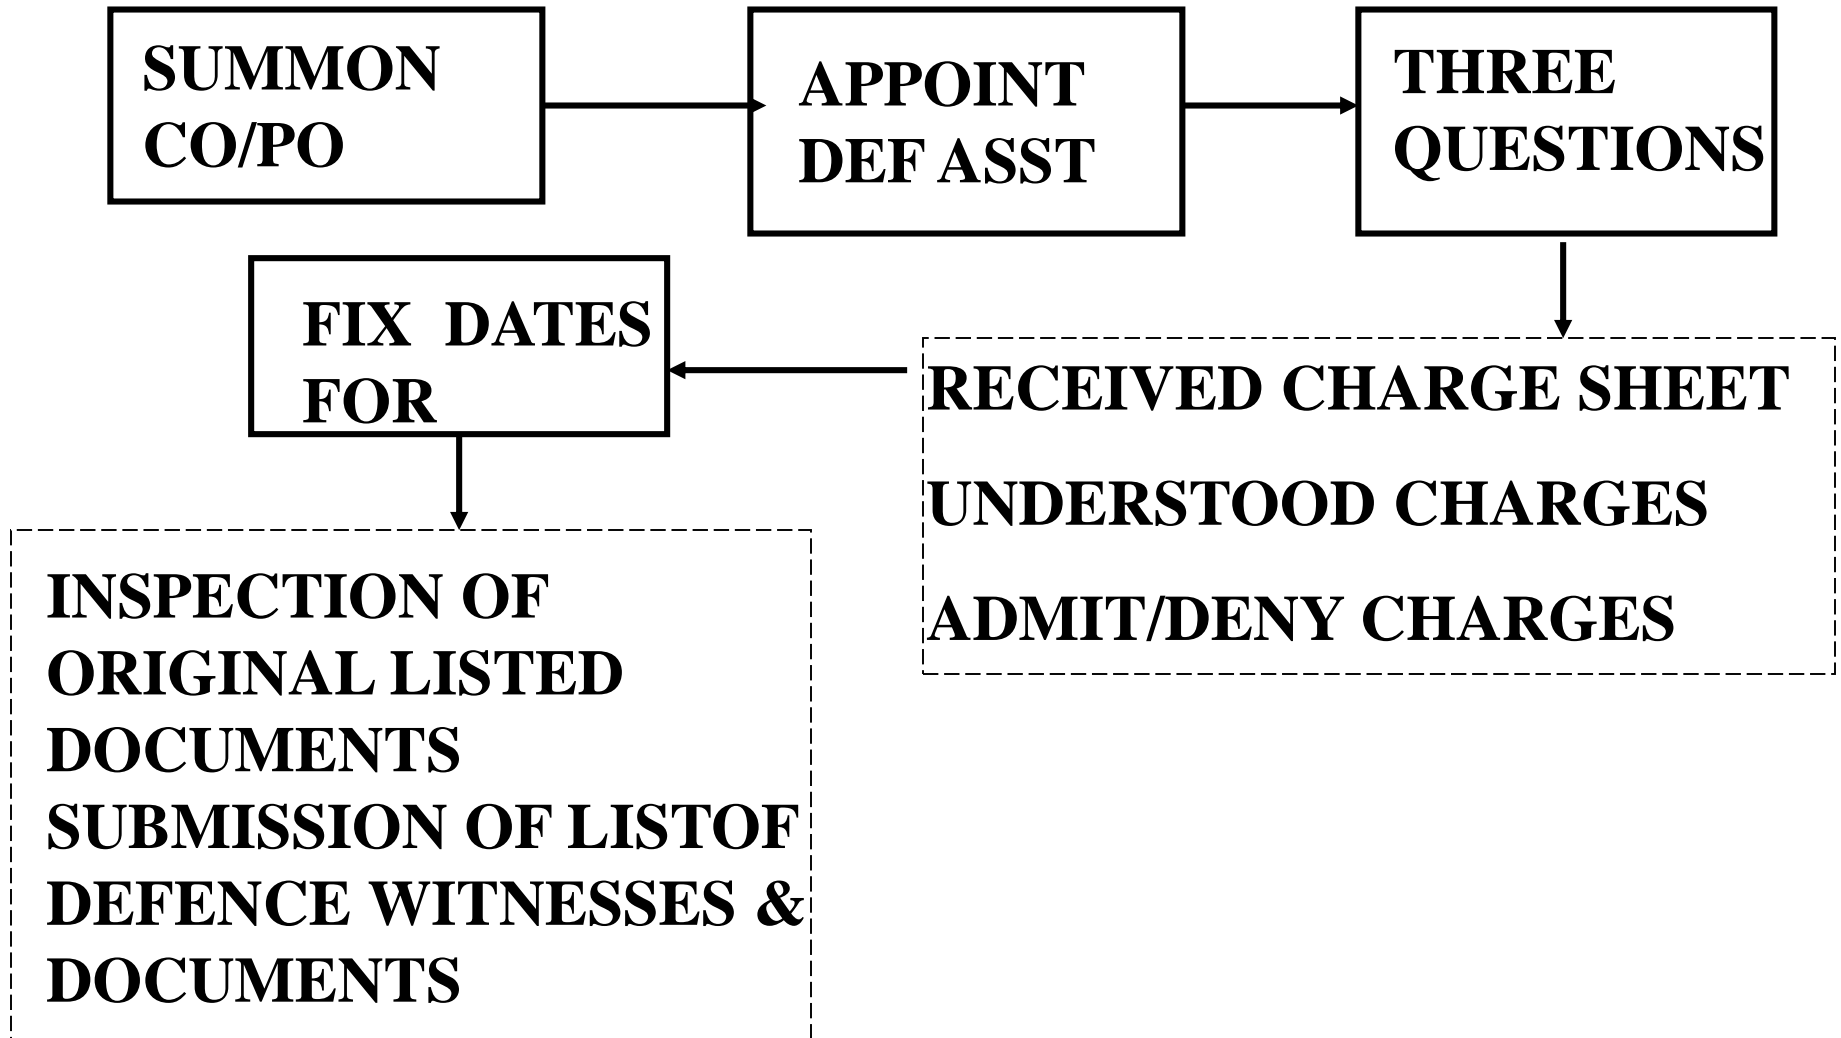 SUMMON
CO/PO
APPOINT
DEF ASST
THREE
QUESTIONS
RECEIVED CHARGE SHEET
UNDERSTOOD CHARGES
ADMIT/DENY CHARGES
FIX DATES
FOR
INSPECTION OF
ORIGINAL LISTED
DOCUMENTS
SUBMISSION OF LISTOF
DEFENCE WITNESSES &
DOCUMENTS